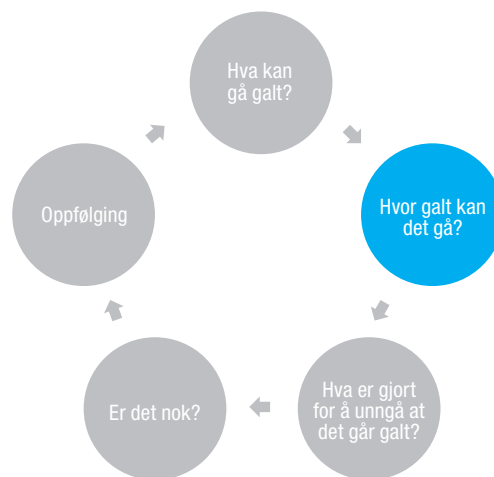 Hva kan
gå galt?
Hvor galt kan
det gå?
Hva er gjort
for å unngå at
det går galt?
Er det nok?
Oppfølging